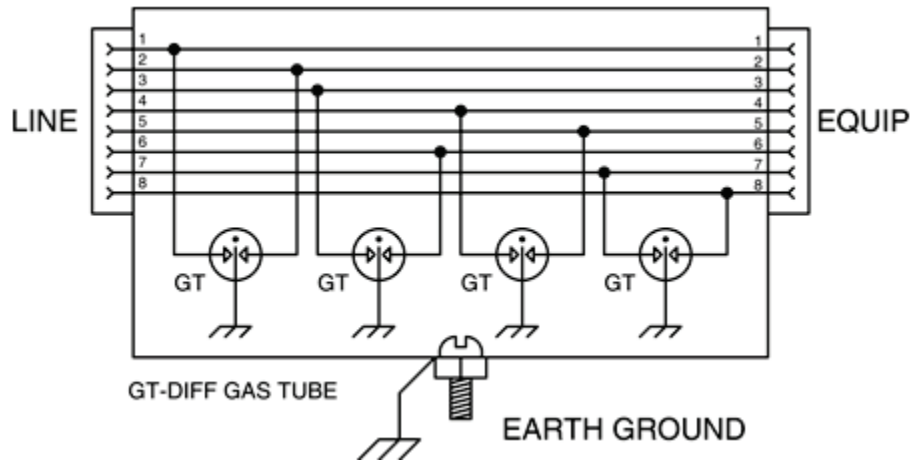 1 1
2 2
3 3
LINE 4 4 EQUIP
5 5
6 6
7 7
8 8
GT GT GT GT
GT-DIFF GAS TUBE
EARTH GROUND